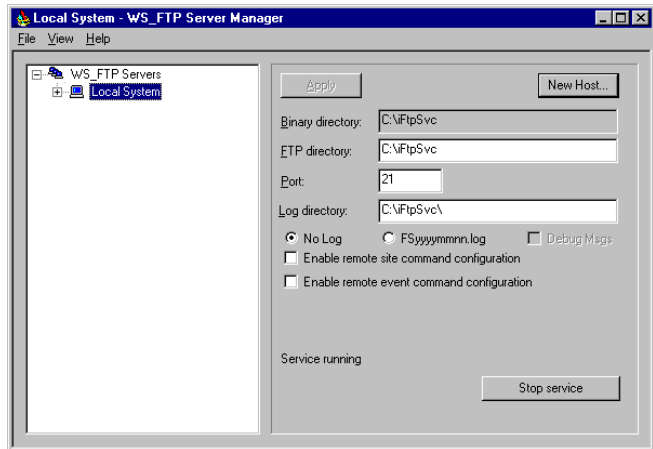 Local System - WS_FTP Server Manager
File View Help
WS_FTP Servers
Local System
Apply
New Host...
Binary directory: C:\iFtpSvc
FTP directory: C:\iFtpSvc
Port: 21
Log directory: C:\iFtpSvc\
No Log FSyyyymmnn.log Debug Msgs
Enable remote site command configuration
Enable remote event command configuration
Service running
Stop service